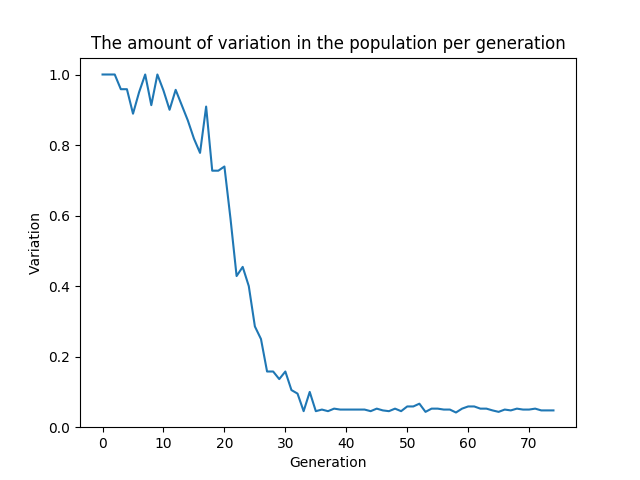 The amount of variation in the population per generation
1.0
0.8
0.6
0.4
0.2
0.0
Variation
0 10 20 30 40 50 60 70
Generation